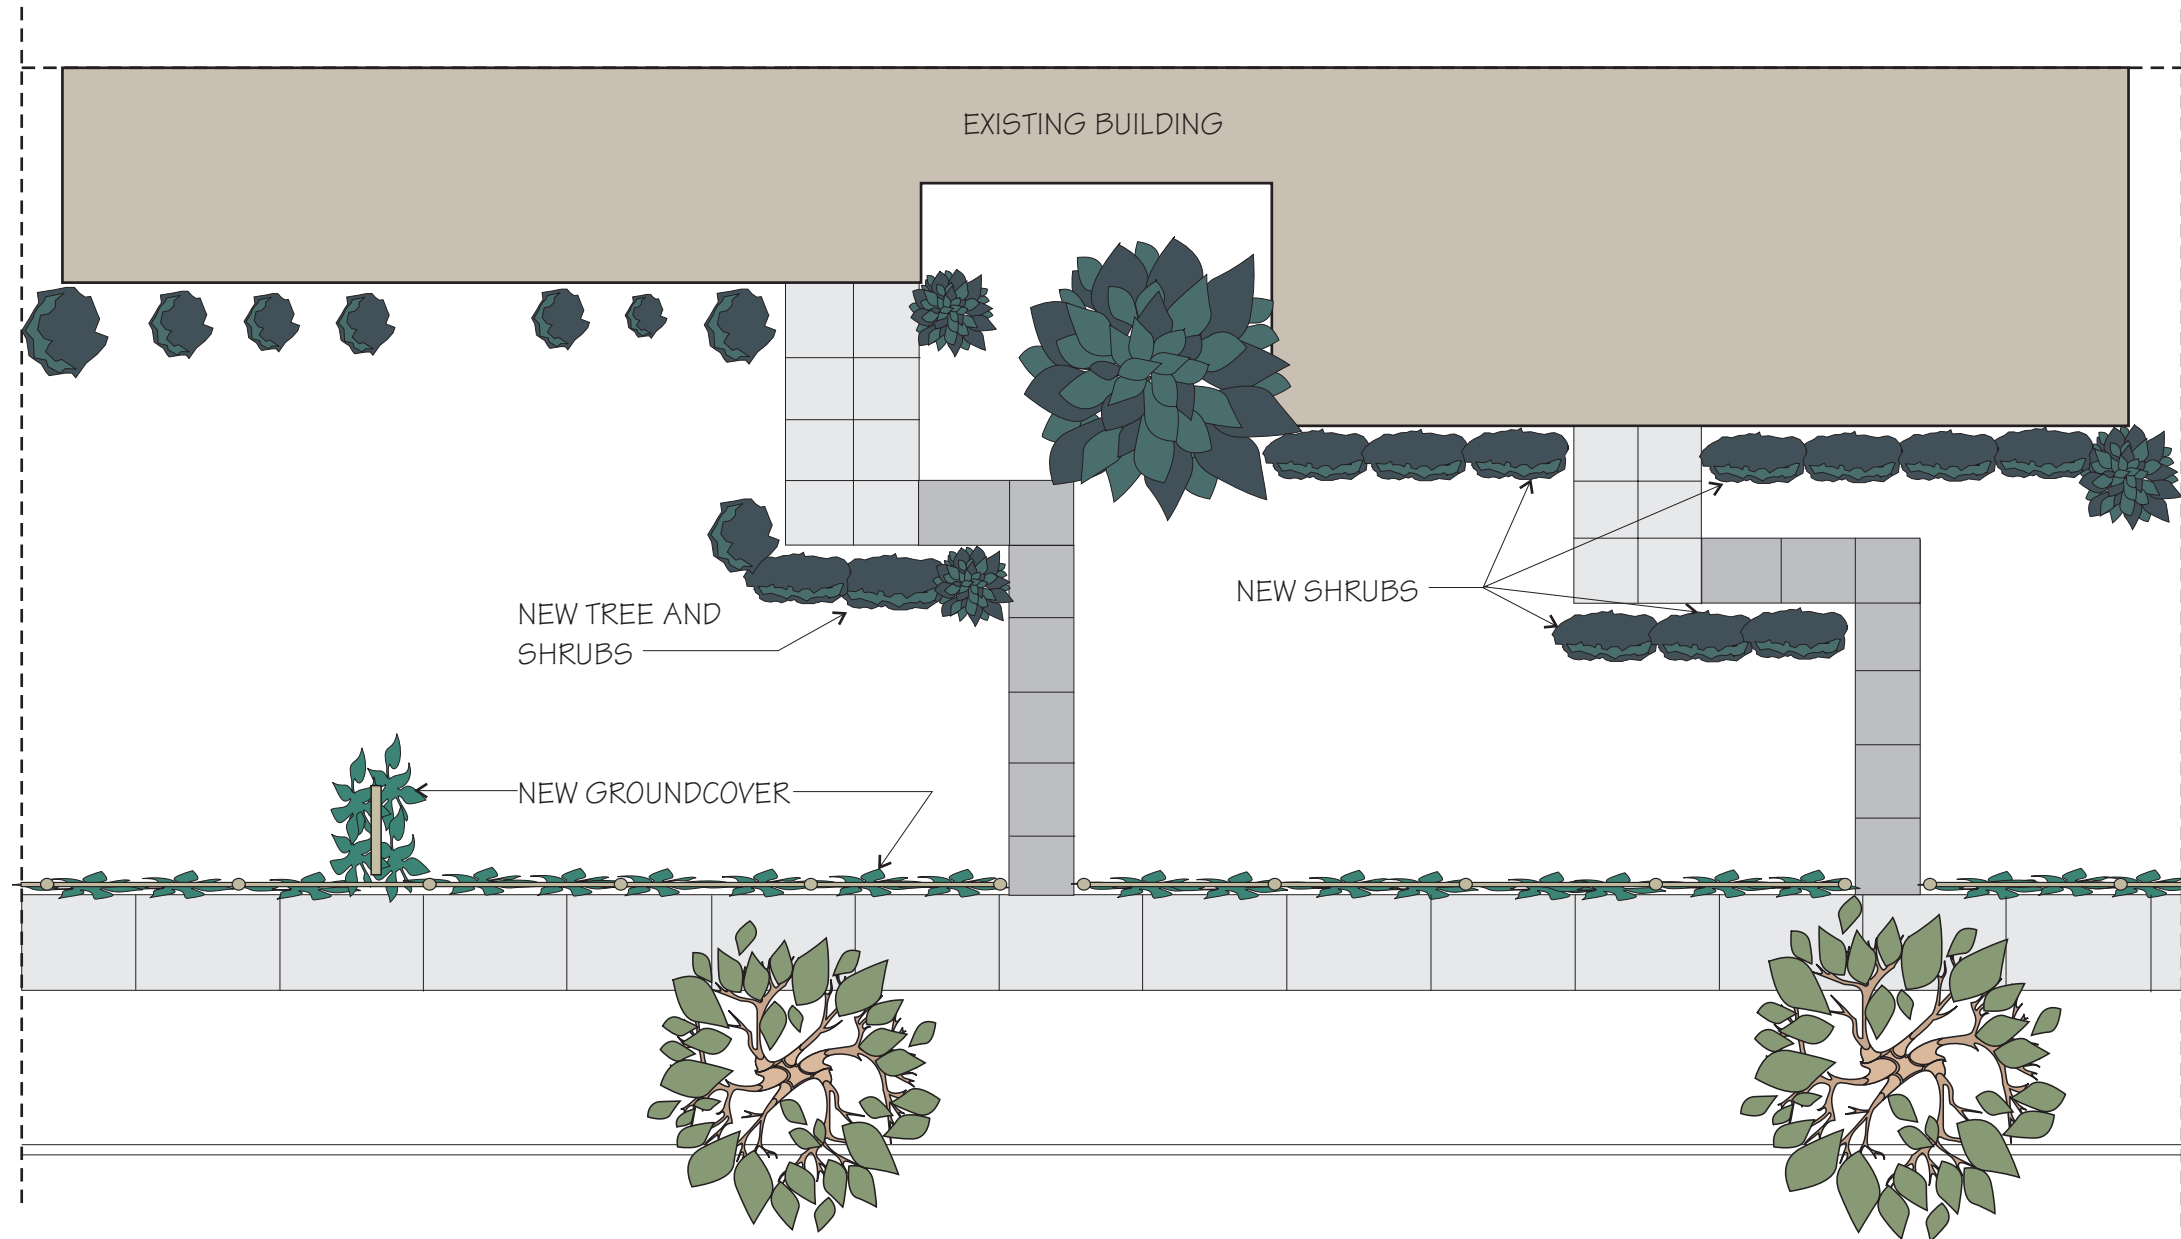 EXISTING BUILDING
NEW TREE AND
SHRUBS
NEW SHRUBS
NEW GROUNDCOVER